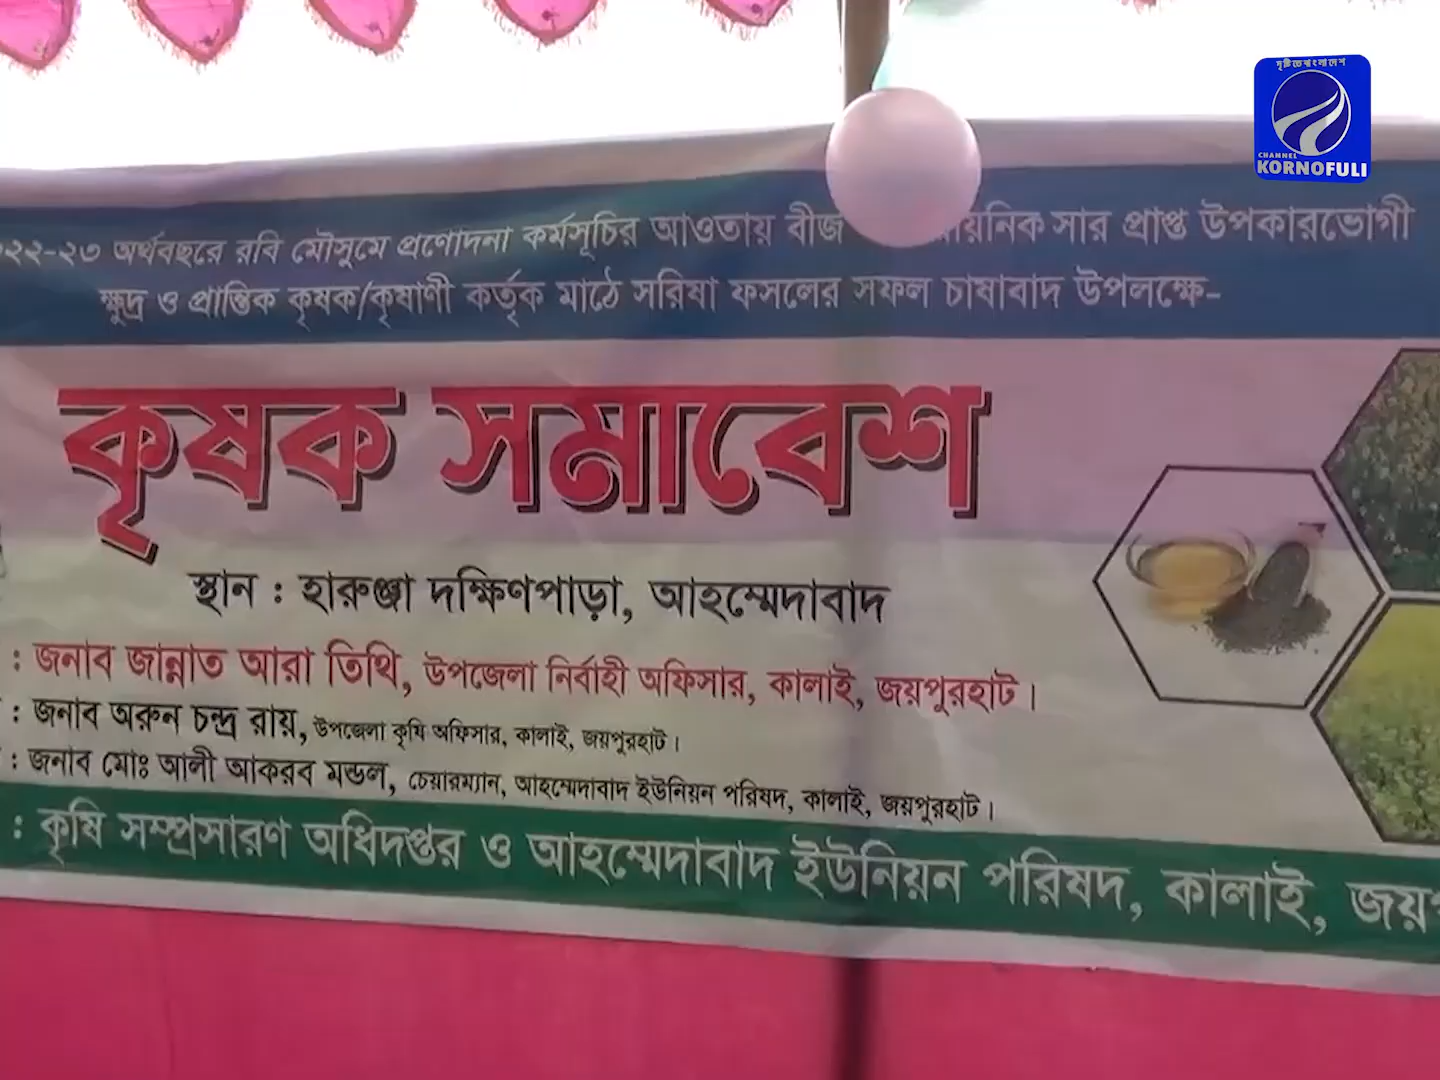 দৃষ্টিতে বাংলাদেশ
CHANNEL
KORNOFULI
২২-২৩ অর্থবছরে রবি মৌসুমে প্রণোদনা কর্মসূচির আওতায় বীজ সার প্রাপ্ত উপকারভোগী
ক্ষুদ্র ও প্রান্তিক কৃষক/কৃষাণী কর্তৃক মাঠে সরিষা ফসলের সফল চাষাবাদ উপলক্ষে-
কৃষক সমাবেশ
স্থান : হারুঞ্জা দক্ষিণপাড়া, আহম্মেদাবাদ
: জনাব জান্নাত আরা তিথি, উপজেলা নির্বাহী অফিসার, কালাই, জয়পুরহাট।
: জনাব অরুন চন্দ্র রায়, উপজেলা কৃষি অফিসার, কালাই, জয়পুরহাট।
: জনাব মোঃ আলী আকরব মন্ডল, চেয়ারম্যান, আহম্মেদাবাদ ইউনিয়ন পরিষদ, কালাই, জয়পুরহাট।
: কৃষি সম্প্রসারণ অধিদপ্তর ও আহম্মেদাবাদ ইউনিয়ন পরিষদ, কালাই,